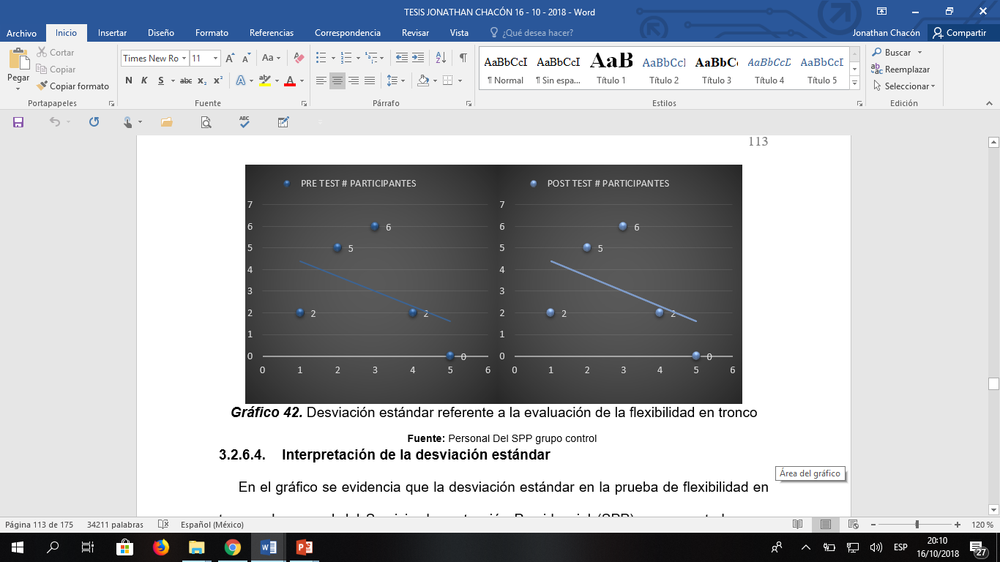 TESIS JONATHAN CHACÓN 16 - 10 - 2018 - Word
Archivo Inicio Insertar Diseño Formato Referencias Correspondencia Revisar Vista ¿Qué desea hacer? Jonathan Chacón Compartir
Pegar
Cortar
Copiar
Copiar formato
Portapapeles
Times New Ro 11
N K S abc x₂ x²
Fuente
Párrafo
AaBbCcI AaBbCcI AaB AaBbCcI AaBbCc AaBbCcD AaBbCcI
¶ Normal ¶ Sin espa... Título 1 Título 2 Título 3 Título 4 Título 5
Estilos
Buscar
Reemplazar
Seleccionar
Edición
113
PRE TEST # PARTICIPANTES
7
6
5
4
3
2
1
0
0 1 2 3 4 5 6
2
5
6
2
0
POST TEST # PARTICIPANTES
7
6
5
4
3
2
1
0
0 1 2 3 4 5 6
2
5
6
2
0
Gráfico 42. Desviación estándar referente a la evaluación de la flexibilidad en tronco
Fuente: Personal Del SPP grupo control
3.2.6.4. Interpretación de la desviación estándar
Área del gráfico
En el gráfico se evidencia que la desviación estándar en la prueba de flexibilidad en
Página 113 de 175 34211 palabras Español (México) 120 %
ESP
20:10
16/10/2018
27